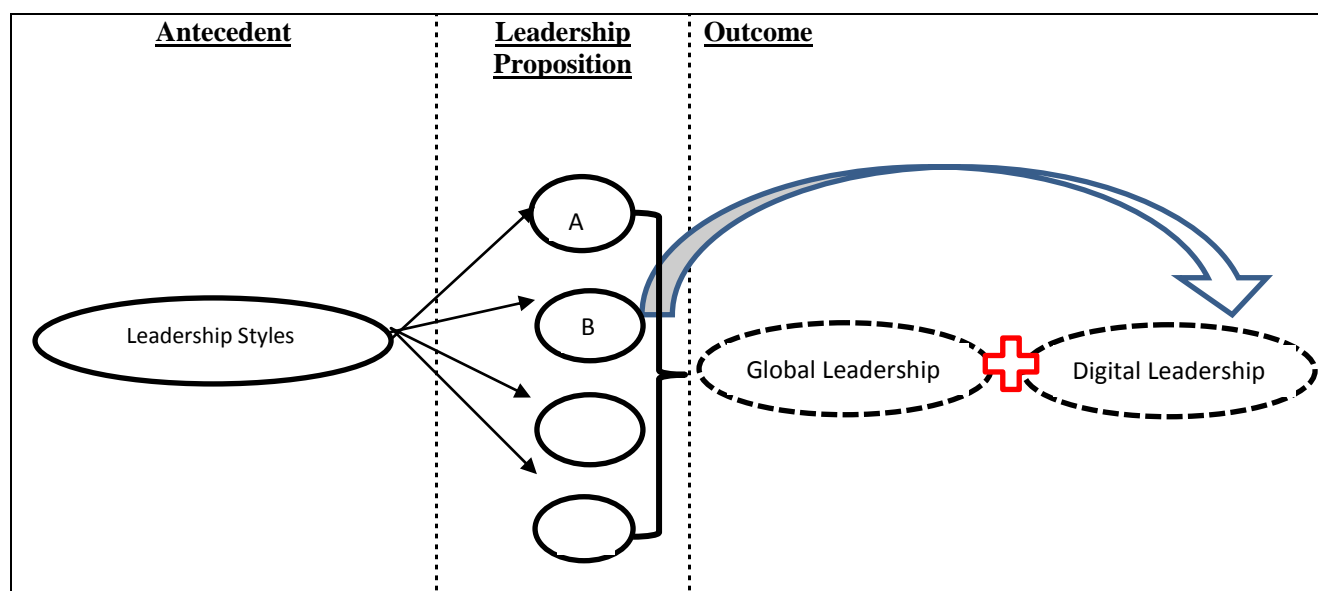 Antecedent
Leadership
Proposition
Outcome
A
B
Leadership Styles
Global Leadership
Digital Leadership